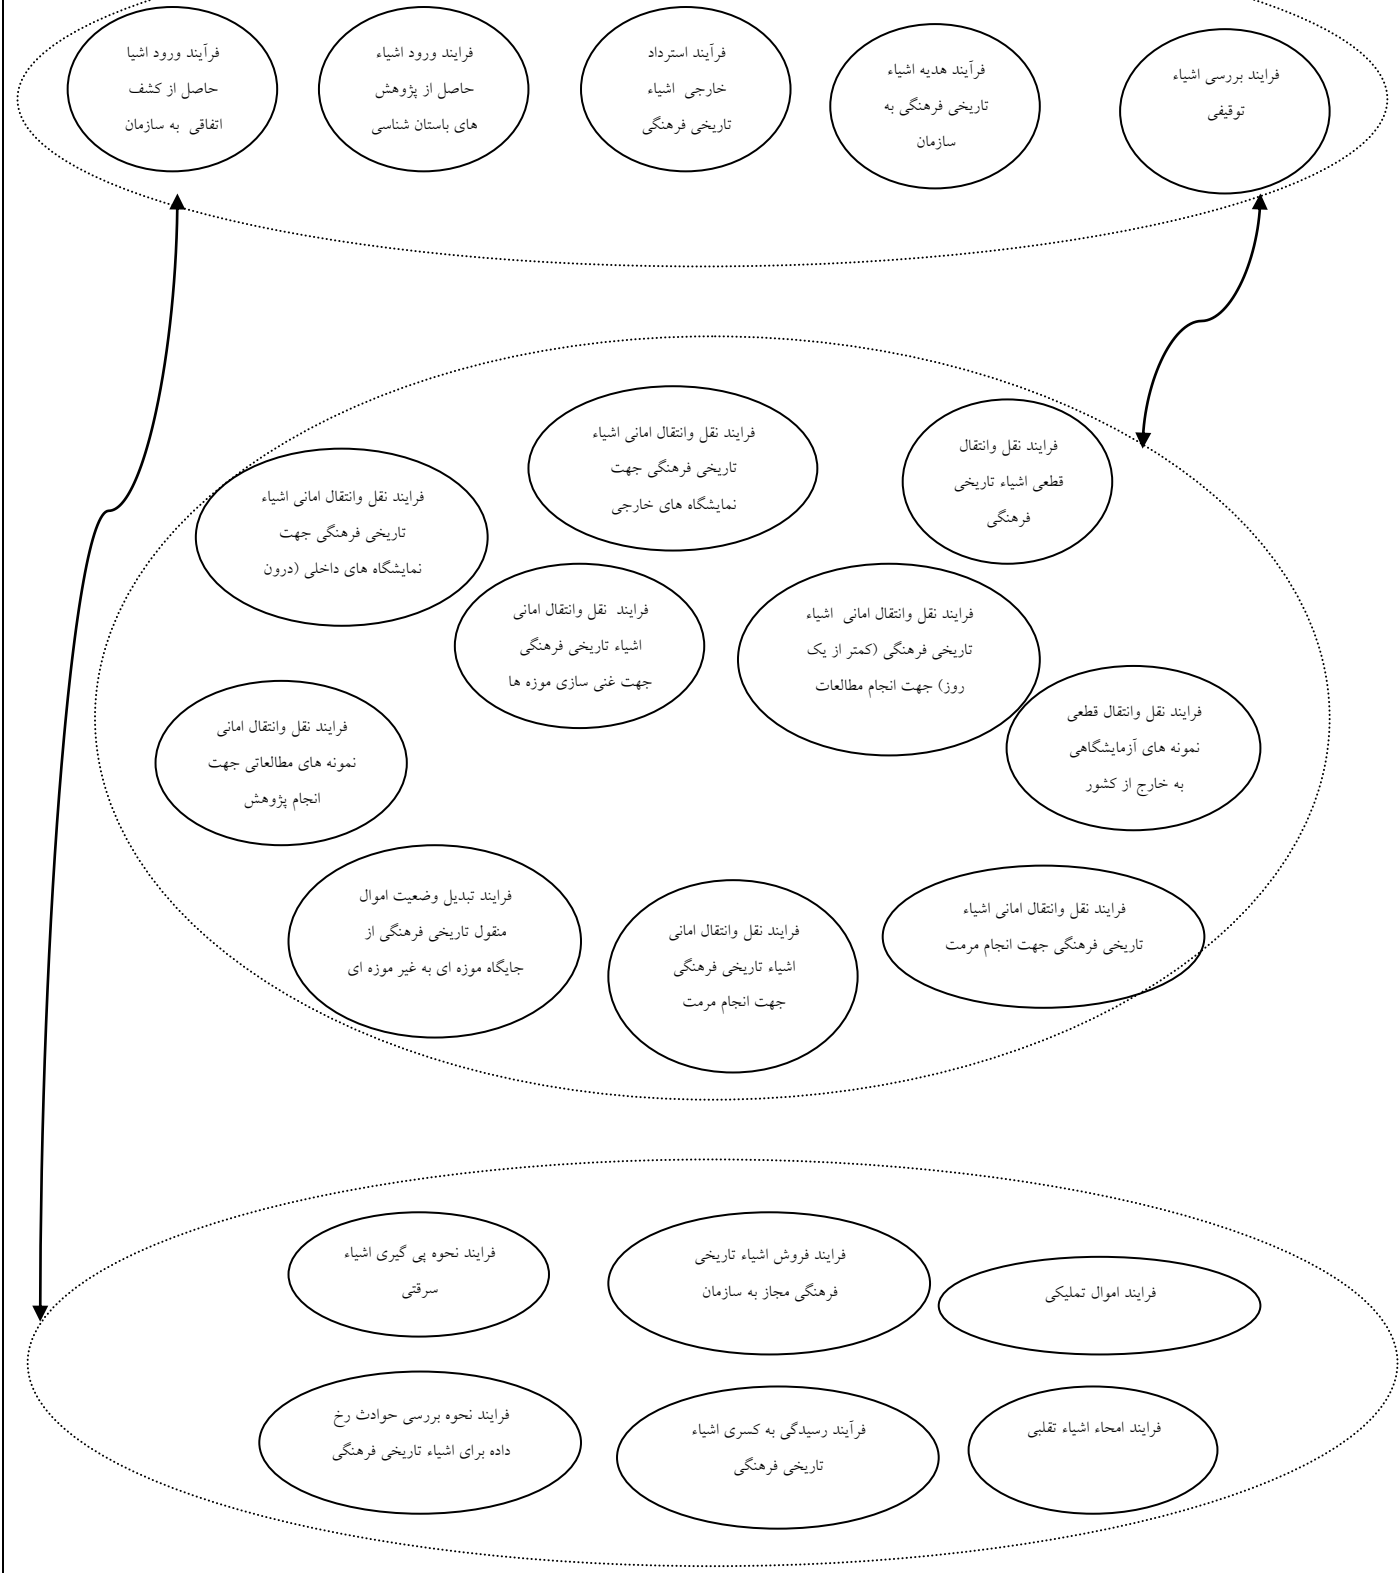 فرایند بررسی اشیاء
توقیفی
فرآیند هدیه اشیاء
تاریخی فرهنگی به
سازمان
فرآیند استرداد
خارجی اشیاء
تاریخی فرهنگی
فرایند ورود اشیاء
حاصل از پژوهش
های باستان شناسی
فرآیند ورود اشیا
حاصل از کشف
اتفاقی به سازمان
فرایند نقل وانتقال
قطعی اشیاء تاریخی
فرهنگی
فرایند نقل وانتقال امانی اشیاء
تاریخی فرهنگی جهت
نمایشگاه های خارجی
فرایند نقل وانتقال امانی اشیاء
تاریخی فرهنگی جهت
نمایشگاه های داخلی (درون
فرایند نقل وانتقال امانی اشیاء
تاریخی فرهنگی (کمتر از یک
روز) جهت انجام مطالعات
فرایند نقل وانتقال امانی
اشیاء تاریخی فرهنگی
جهت غنی سازی موزه ها
فرایند نقل وانتقال قطعی
نمونه های آزمایشگاهی
به خارج از کشور
فرایند نقل وانتقال امانی
نمونه های مطالعاتی جهت
انجام پژوهش
فرایند نقل وانتقال امانی اشیاء
تاریخی فرهنگی جهت انجام مرمت
فرایند نقل وانتقال امانی
اشیاء تاریخی فرهنگی
جهت انجام مرمت
فرایند تبدیل وضعیت اموال
منقول تاریخی فرهنگی از
جایگاه موزه ای به غیر موزه ای
فرایند اموال تملیکی
فرایند فروش اشیاء تاریخی
فرهنگی مجاز به سازمان
فرایند نحوه پی گیری اشیاء
سرقتی
فرایند امحاء اشیاء تقلبی
فرآیند رسیدگی به کسری اشیاء
تاریخی فرهنگی
فرایند نحوه بررسی حوادث رخ
داده برای اشیاء تاریخی فرهنگی